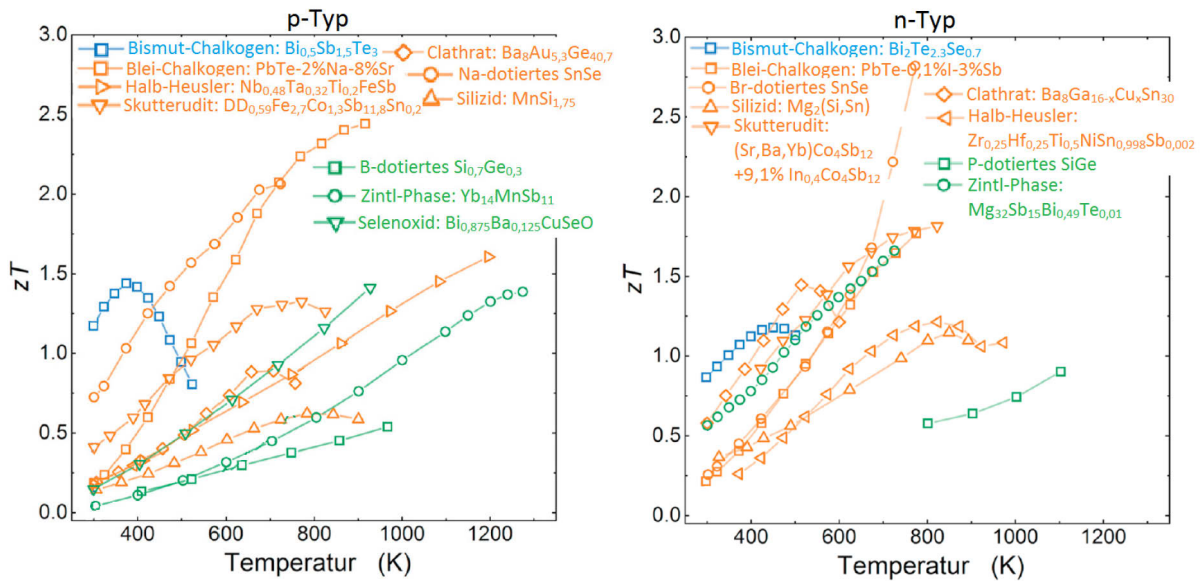 p-Typ
Bismut-Chalkogen: Bi0,5Sb1,5Te3
Blei-Chalkogen: PbTe-2%Na-8%Sr
Halb-Heusler: Nb0.48Ta0.32Ti0.2FeSb
Skutterudit: DD0,59Fe2,7Co1,3Sb11,8Sn0,2
Clathrat: Ba8Au5,3Ge40,7
Na-dotiertes SnSe
Silizid: MnSi1,75
B-dotiertes Si0,7Ge0,3
Zintl-Phase: Yb14MnSb11
Selenoxid: Bi0,875Ba0,125CuSeO
3.0
2.5
2.0
1.5
1.0
0.5
0.0
zT
400 600 800 1000 1200
Temperatur (K)
n-Typ
Bismut-Chalkogen: Bi2Te2.3Se0.7
Blei-Chalkogen: PbTe-0,1%I-3%Sb
Br-dotiertes SnSe
Silizid: Mg2(Si,Sn)
Skutterudit:
(Sr,Ba,Yb)Co4Sb12
+9,1% In0,4Co4Sb12
Clathrat: Ba8Ga16-xCuxSn30
Halb-Heusler:
Zr0,25Hf0,25Ti0,5NiSn0,998Sb0,002
P-dotiertes SiGe
Zintl-Phase:
Mg32Sb15Bi0,49Te0,01
3.0
2.5
2.0
1.5
1.0
0.5
0.0
zT
400 600 800 1000 1200
Temperatur (K)